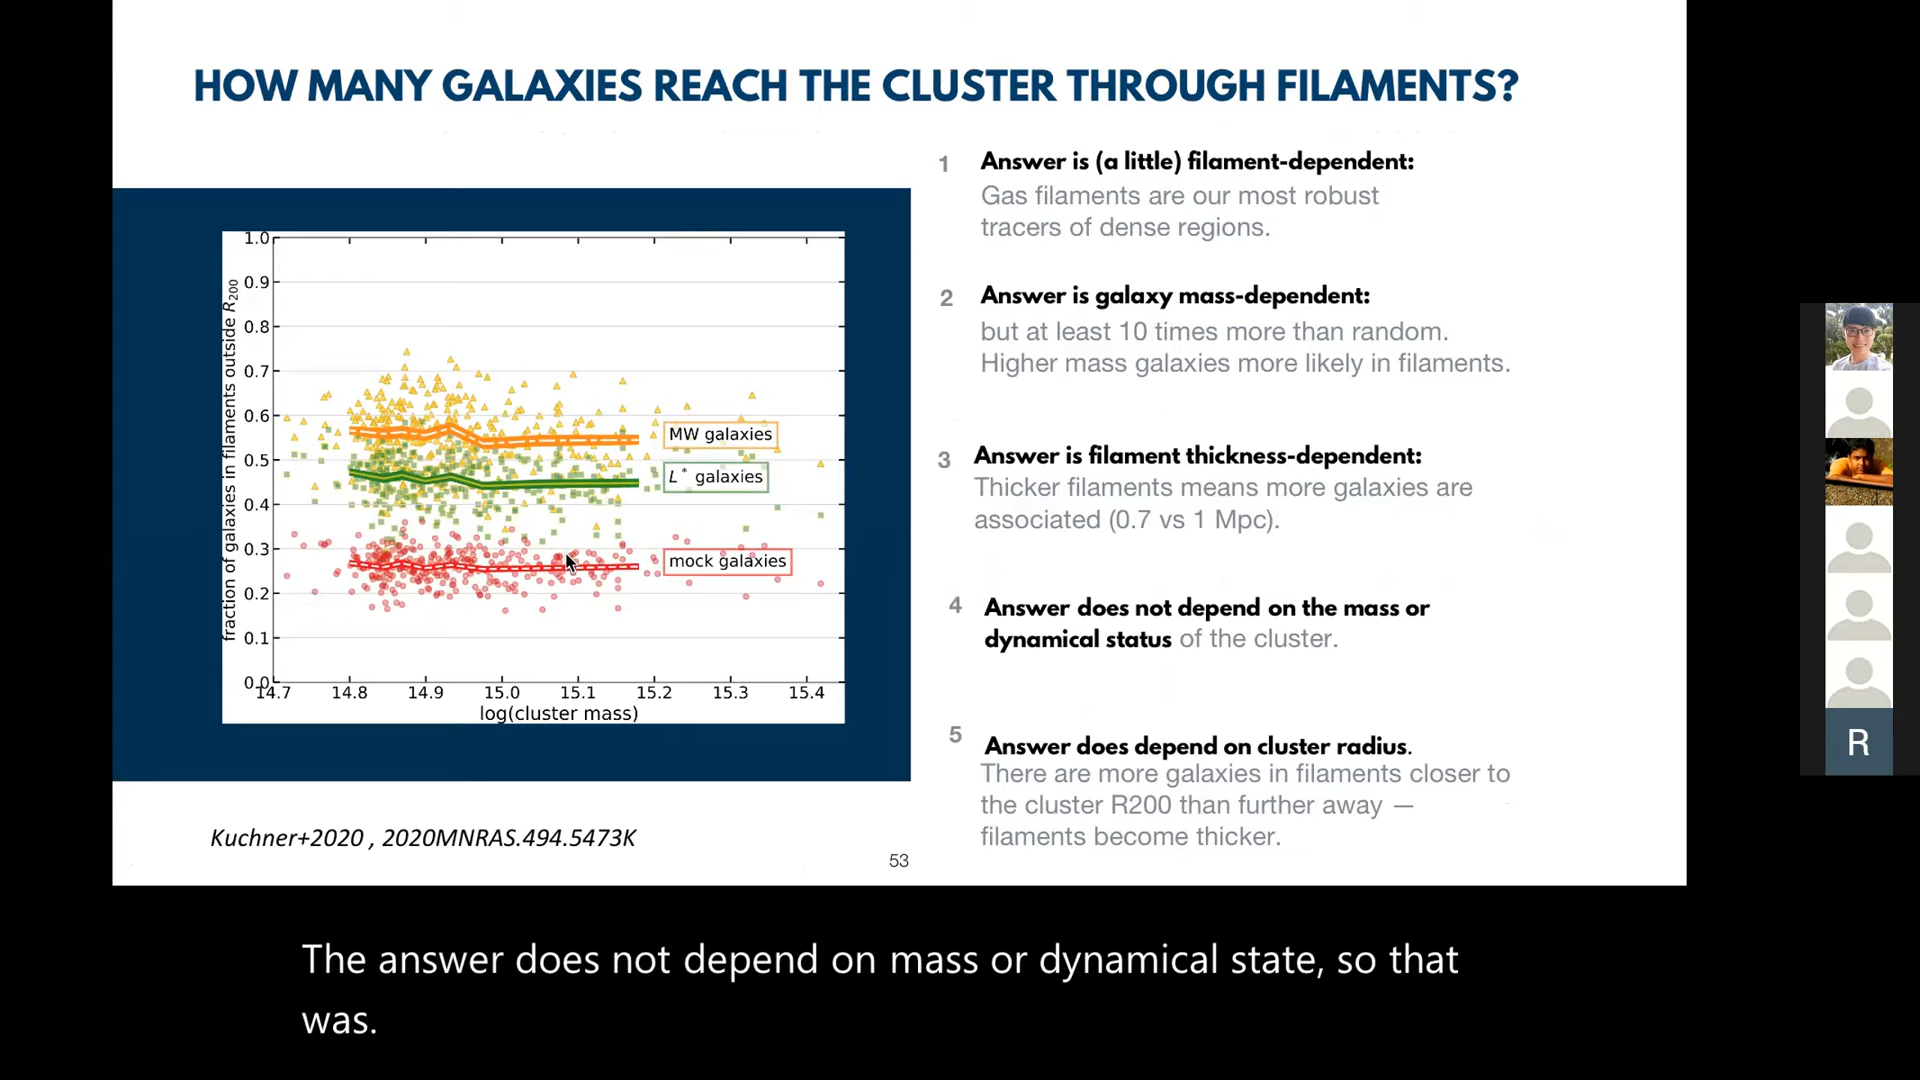 HOW MANY GALAXIES REACH THE CLUSTER THROUGH FILAMENTS?
fraction of galaxies in filaments outside R200
1.0
0.9
0.8
0.7
0.6
0.5
0.4
0.3
0.2
0.1
0.0
14.7 14.8 14.9 15.0 15.1 15.2 15.3 15.4
log(cluster mass)
MW galaxies
L* galaxies
mock galaxies
Kuchner+2020 , 2020MNRAS.494.5473K
1 Answer is (a little) filament-dependent:
Gas filaments are our most robust
tracers of dense regions.
2 Answer is galaxy mass-dependent:
but at least 10 times more than random.
Higher mass galaxies more likely in filaments.
3 Answer is filament thickness-dependent:
Thicker filaments means more galaxies are
associated (0.7 vs 1 Mpc).
4 Answer does not depend on the mass or
dynamical status of the cluster.
5 Answer does depend on cluster radius.
There are more galaxies in filaments closer to
the cluster R200 than further away —
filaments become thicker.
53
R
The answer does not depend on mass or dynamical state, so that
was.